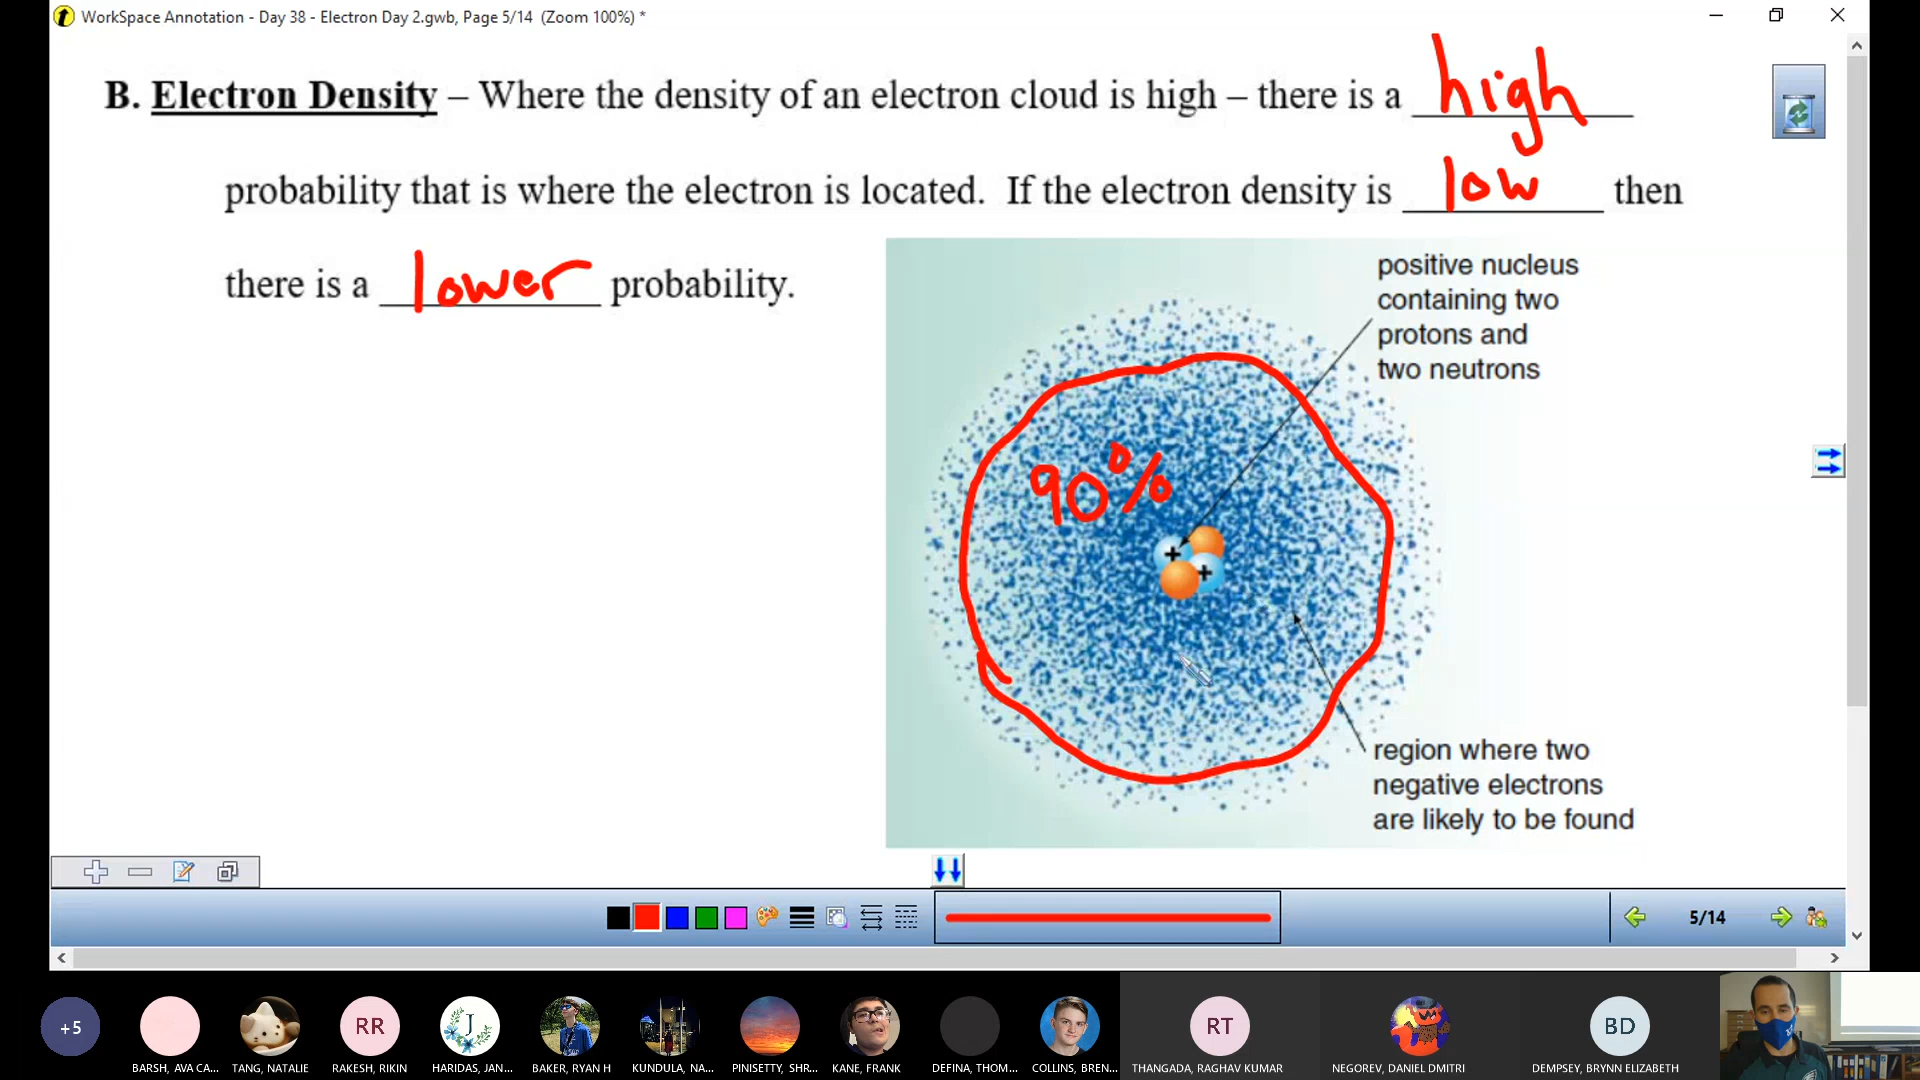 WorkSpace Annotation - Day 38 - Electron Day 2.gwb, Page 5/14 (Zoom 100%) *
B. Electron Density – Where the density of an electron cloud is high – there is a high
probability that is where the electron is located. If the electron density is low then
there is a lower probability.
positive nucleus
containing two
protons and
two neutrons
90%
+
+
region where two
negative electrons
are likely to be found
5/14
+5
RR
J
RT
BD
BARSH, AVA CA...
TANG, NATALIE
RAKESH, RIKIN
HARIDAS, JAN...
BAKER, RYAN H
KUNDULA, NA...
PINISETTY, SHR...
KANE, FRANK
DEFINA, THOM...
COLLINS, BREN...
THANGADA, RAGHAV KUMAR
NEGOREV, DANIEL DMITRI
DEMPSEY, BRYNN ELIZABETH